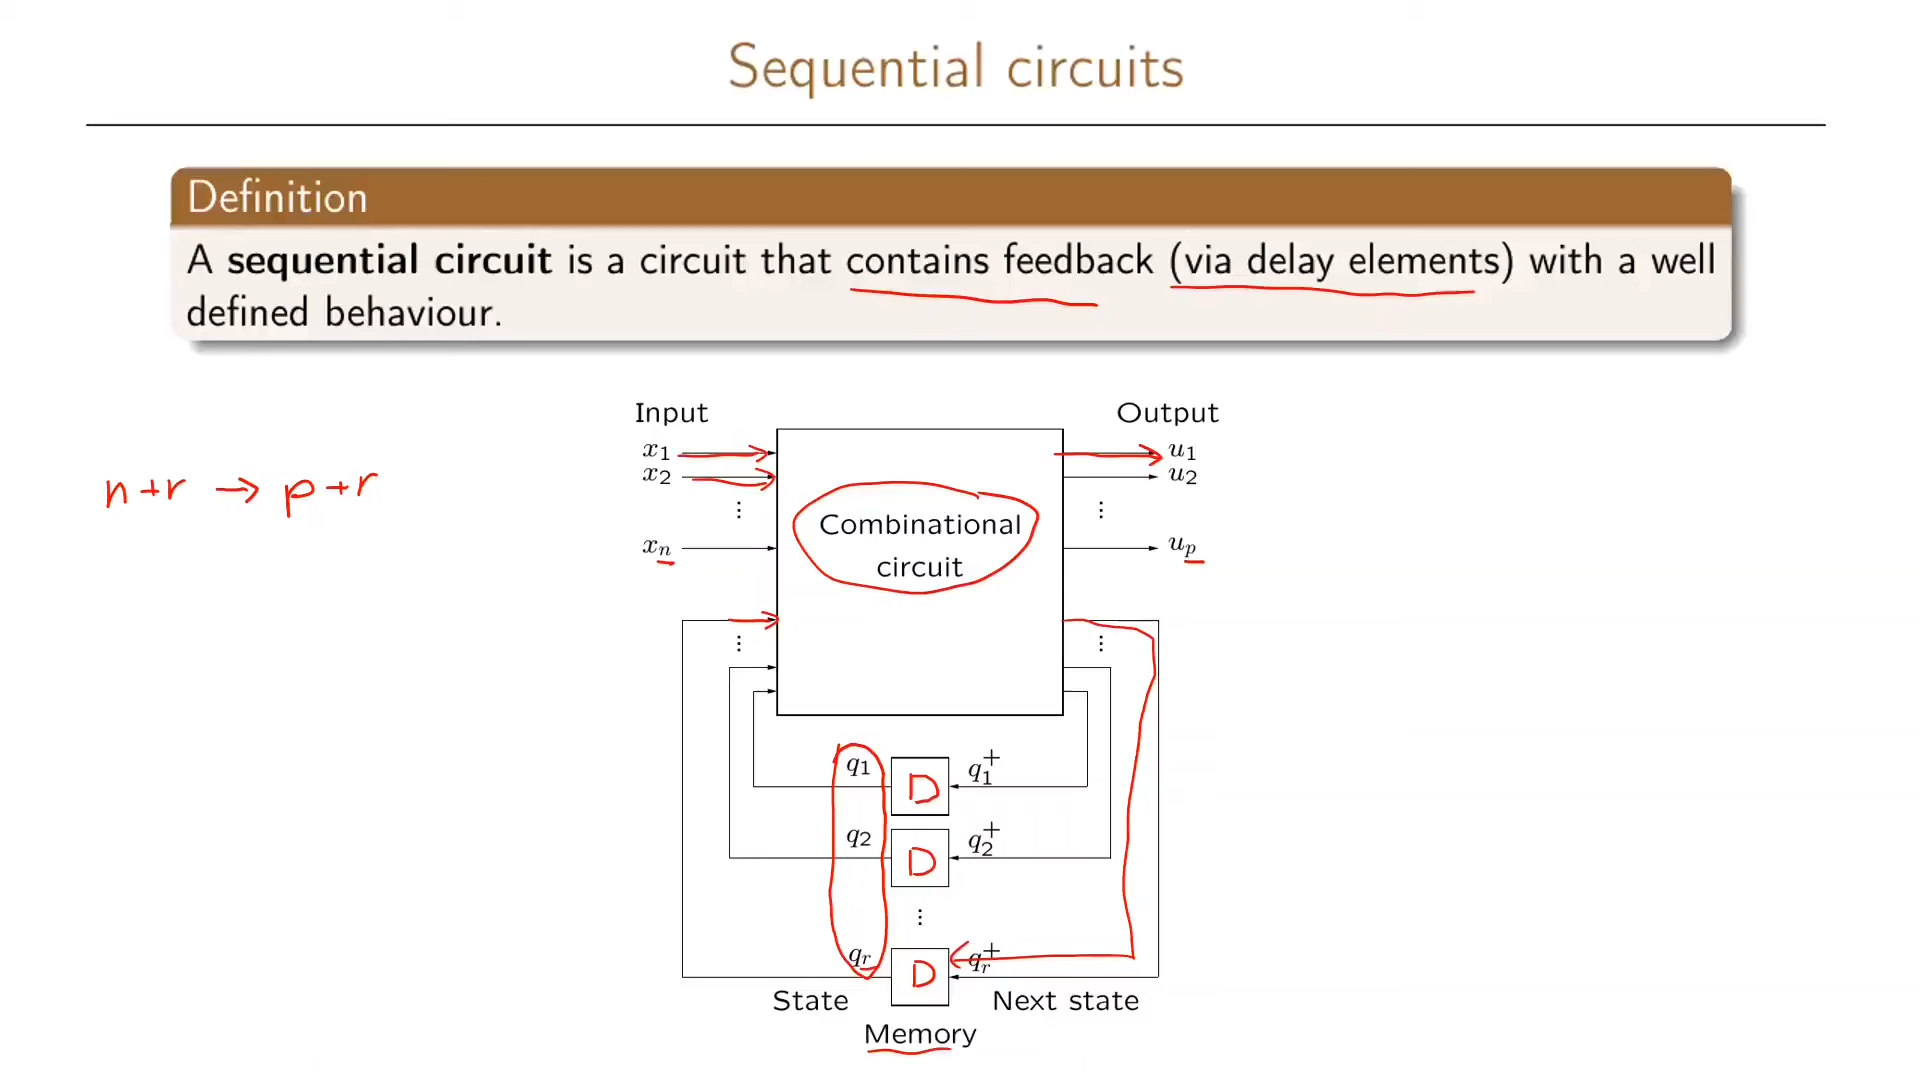 Sequential circuits
Definition
A sequential circuit is a circuit that contains feedback (via delay elements) with a well
defined behaviour.
Input
Output
x₁
u₁
x₂
u₂
⋮
⋮
n+r → p+r
Combinational
circuit
xₙ
uₚ
⋮
⋮
q₁
D
q₁⁺
q₂
D
q₂⁺
⋮
qᵣ
D
qᵣ⁺
State
Next state
Memory